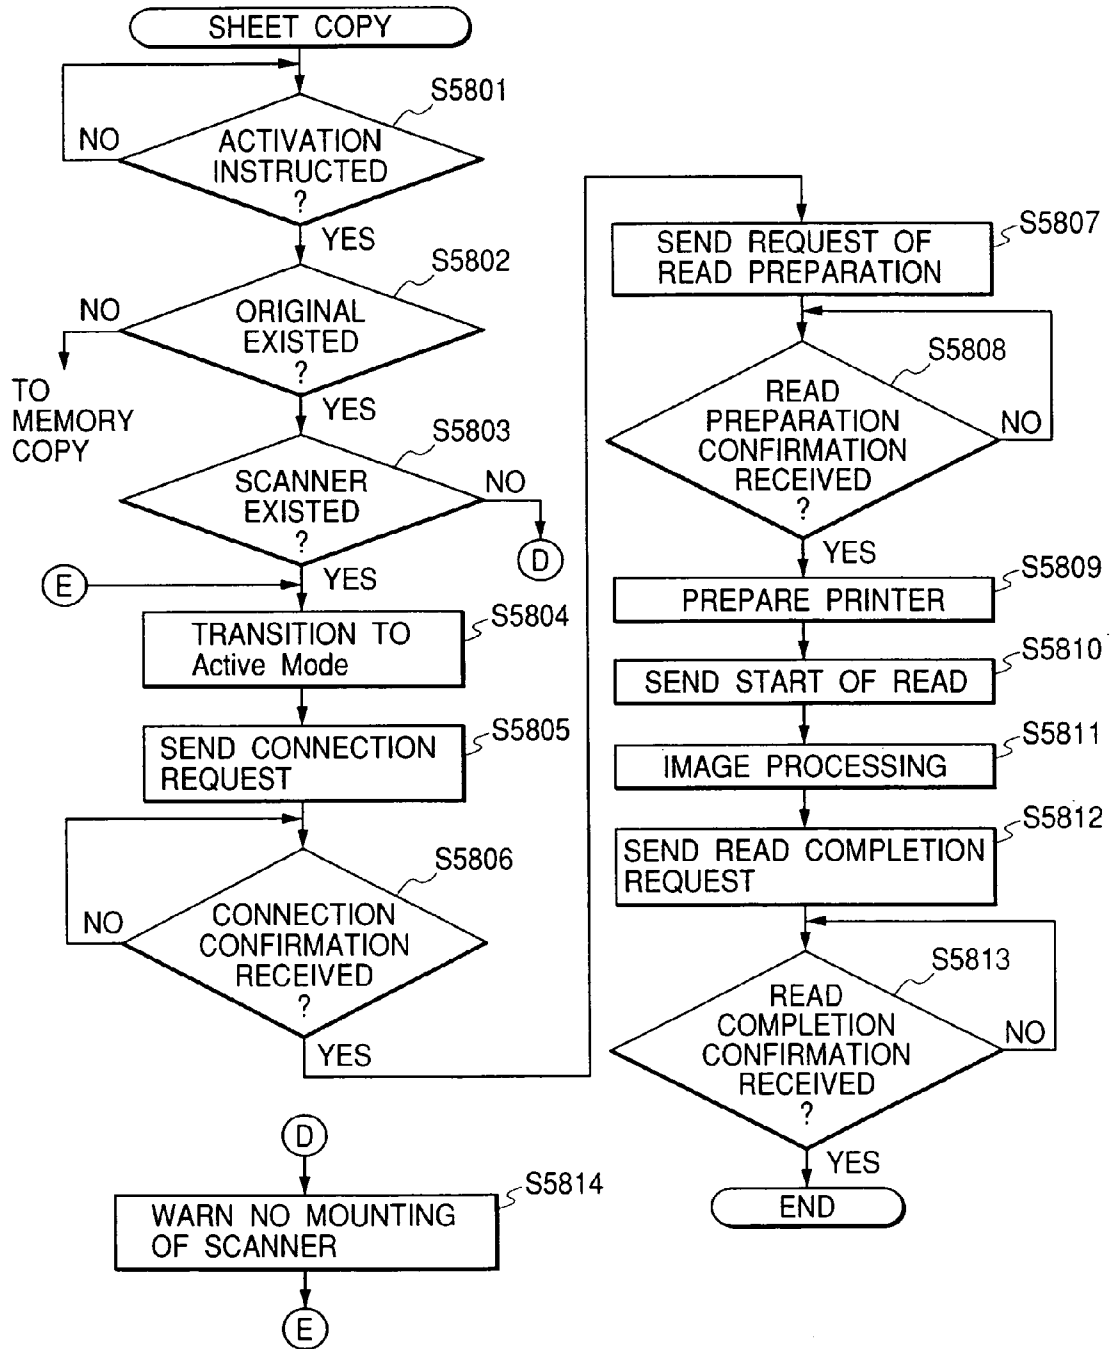 SHEET COPY
S5801
ACTIVATION
INSTRUCTED
?
NO
YES
S5802
ORIGINAL
EXISTED
?
NO
TO
MEMORY
COPY
YES
S5803
SCANNER
EXISTED
?
NO
D
YES
E
S5804
TRANSITION TO
Active Mode
S5805
SEND CONNECTION
REQUEST
S5806
CONNECTION
CONFIRMATION
RECEIVED
?
NO
YES
S5807
SEND REQUEST OF
READ PREPARATION
S5808
READ
PREPARATION
CONFIRMATION
RECEIVED
?
NO
YES
S5809
PREPARE PRINTER
S5810
SEND START OF READ
S5811
IMAGE PROCESSING
S5812
SEND READ COMPLETION
REQUEST
S5813
READ
COMPLETION
CONFIRMATION
RECEIVED
?
NO
YES
END
D
S5814
WARN NO MOUNTING
OF SCANNER
E